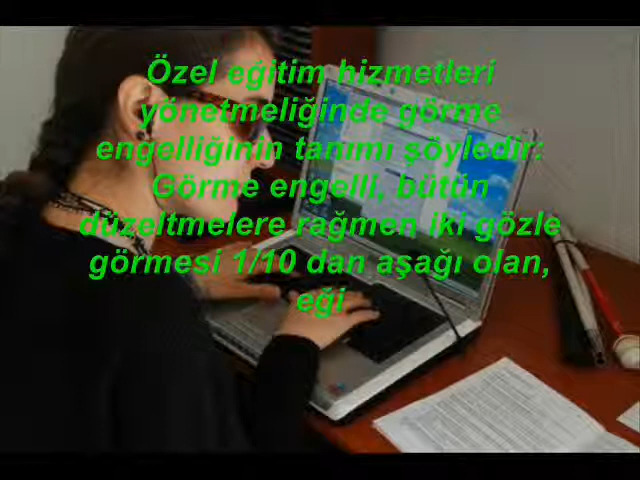 Özel eğitim hizmetleri
yönetmeliğinde görme
engelliğinin tanımı şöyledir:
Görme engelli, bütün
düzeltmelere rağmen iki gözle
görmesi 1/10 dan aşağı olan,
eği